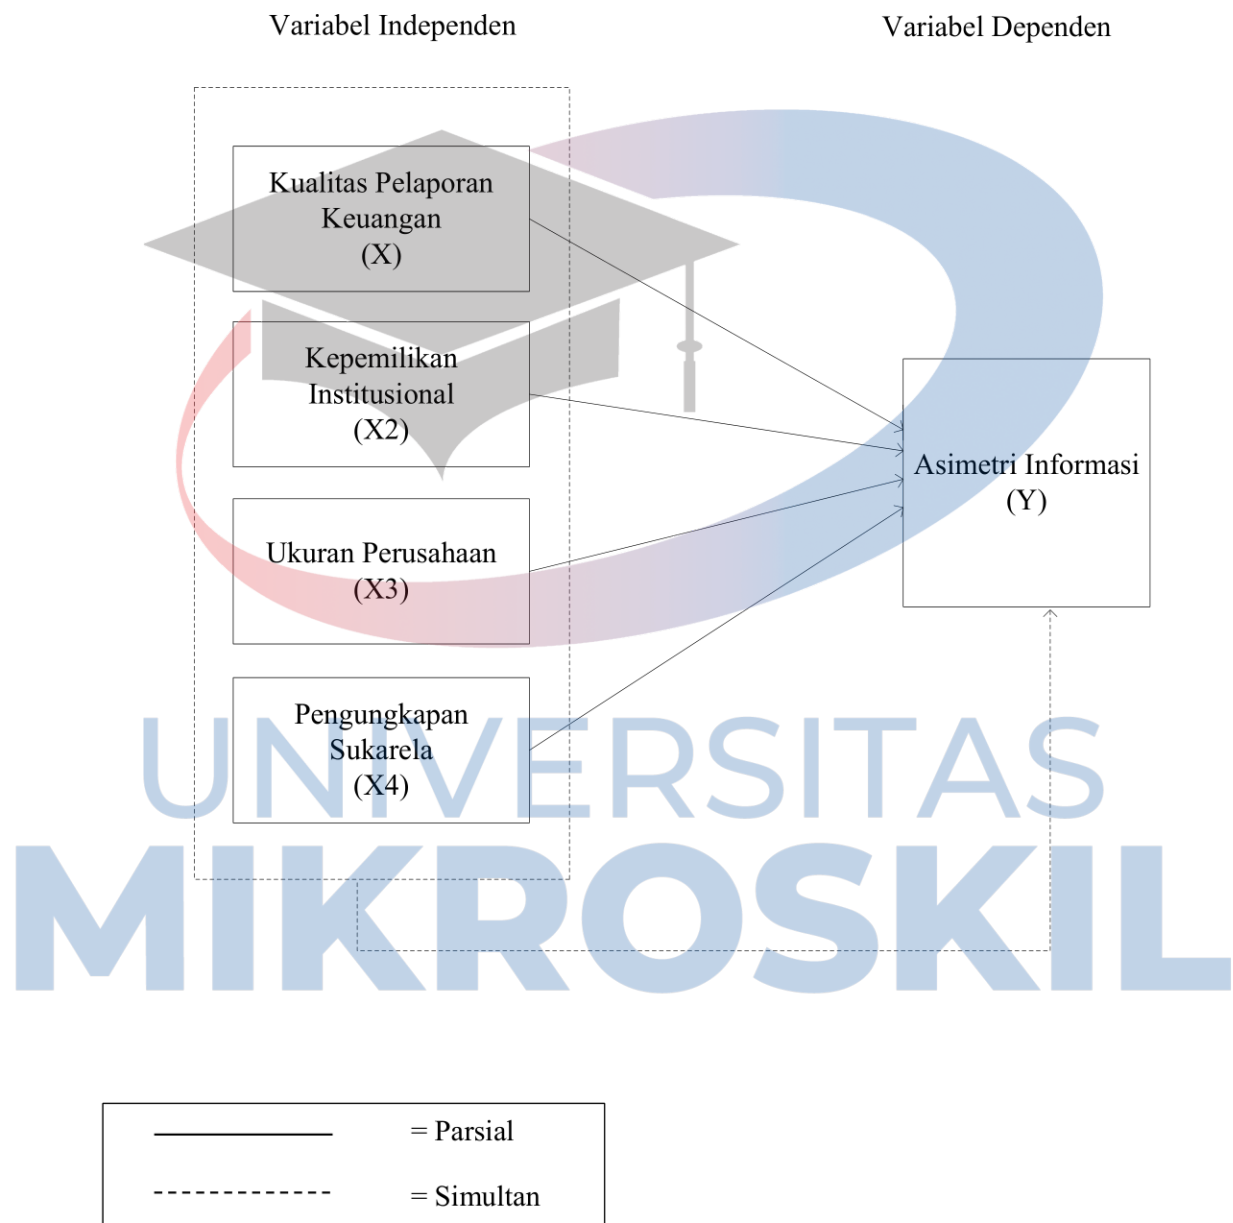 Variabel Independen
Variabel Dependen
Kualitas Pelaporan
Keuangan
(X)
Kepemilikan
Institusional
(X2)
Ukuran Perusahaan
(X3)
Pengungkapan
Sukarela
(X4)
Asimetri Informasi
(Y)
UNIVERSITAS
MIKROSKIL
= Parsial
= Simultan